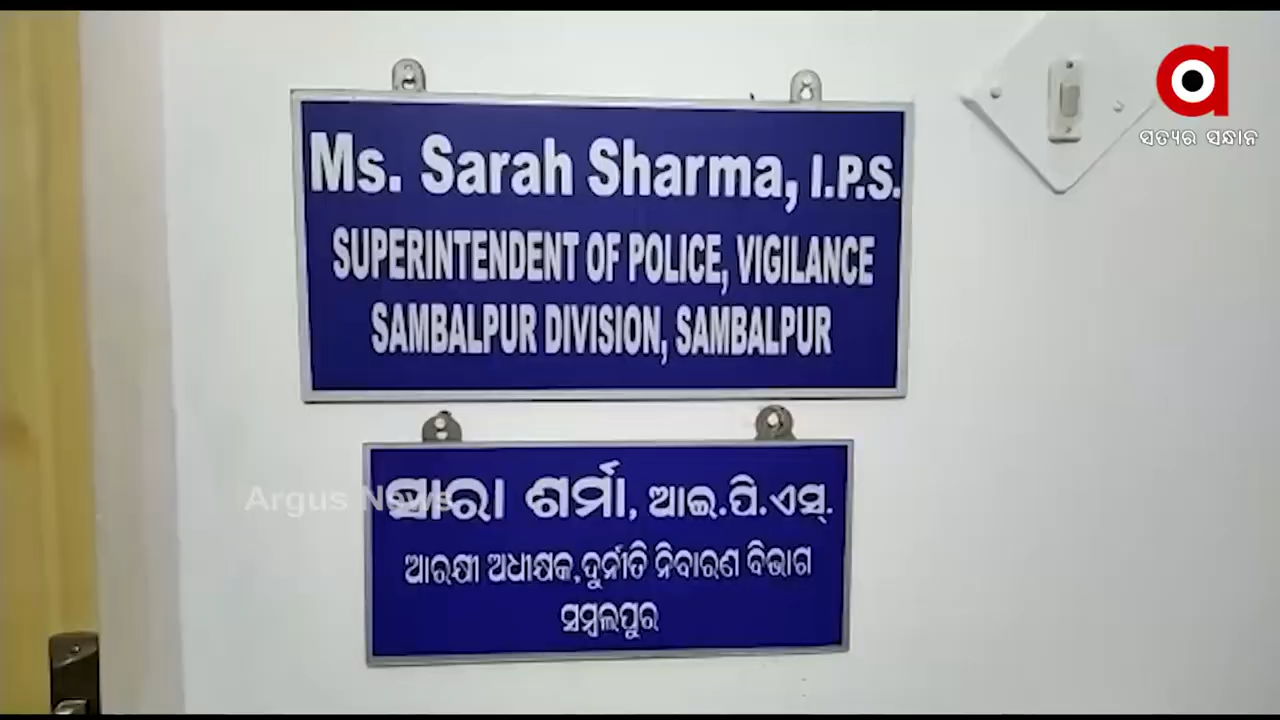 ସତ୍ୟର ସନ୍ଧାନ
Ms. Sarah Sharma, I.P.S.
SUPERINTENDENT OF POLICE, VIGILANCE
SAMBALPUR DIVISION, SAMBALPUR
Argus News
ସାରା ଶର୍ମା, ଆଇ.ପି.ଏସ୍.
ଆରକ୍ଷୀ ଅଧୀକ୍ଷକ,ଦୁର୍ନୀତି ନିବାରଣ ବିଭାଗ
ସମ୍ବଲପୁର